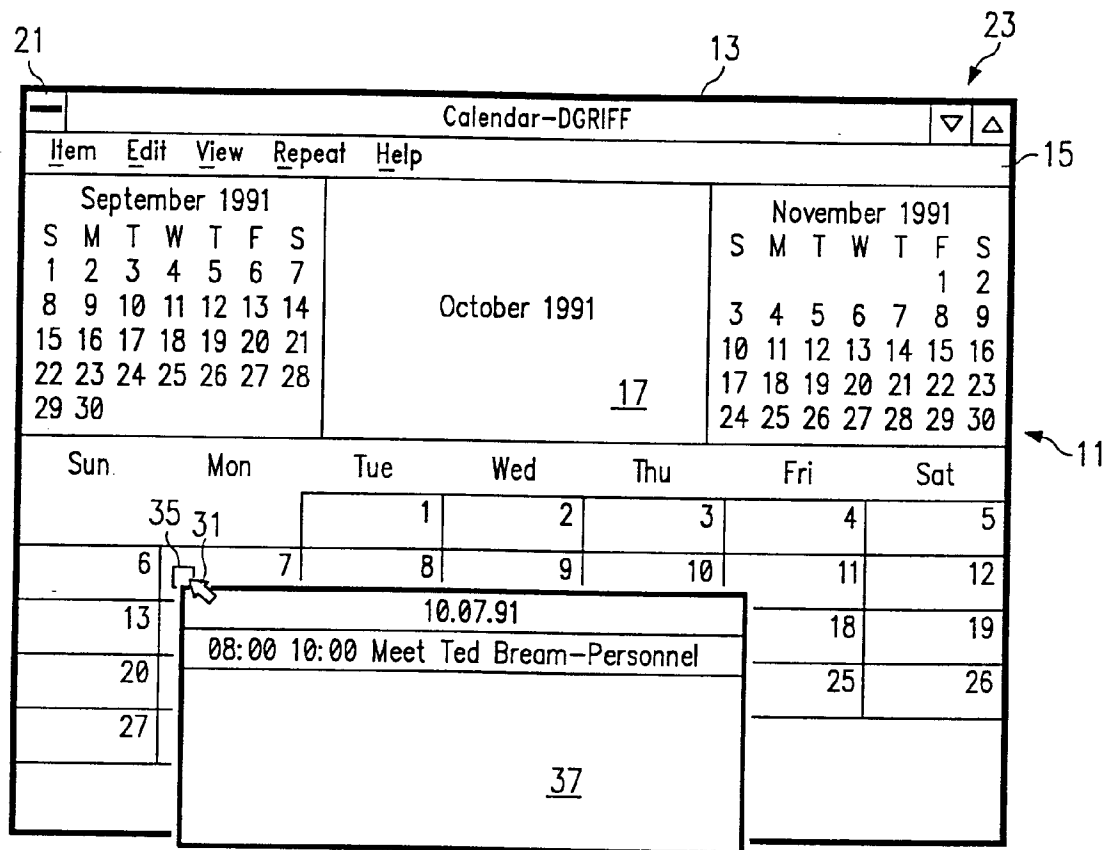 21
13
23
Calendar-DGRIFF
Item Edit View Repeat Help
15
September 1991
S M T W T F S
1 2 3 4 5 6 7
8 9 10 11 12 13 14
15 16 17 18 19 20 21
22 23 24 25 26 27 28
29 30
October 1991
17
November 1991
S M T W T F S
1 2
3 4 5 6 7 8 9
10 11 12 13 14 15 16
17 18 19 20 21 22 23
24 25 26 27 28 29 30
11
Sun. Mon Tue Wed Thu Fri Sat
1 2 3 4 5
35 31
6 7 8 9 10 11 12
13 18 19
20 25 26
27
10.07.91
08:00 10:00 Meet Ted Bream-Personnel
37